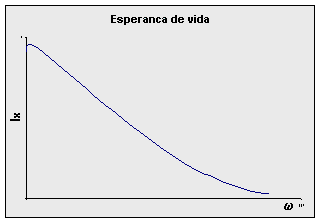 Esperanca de vida
lx
ω